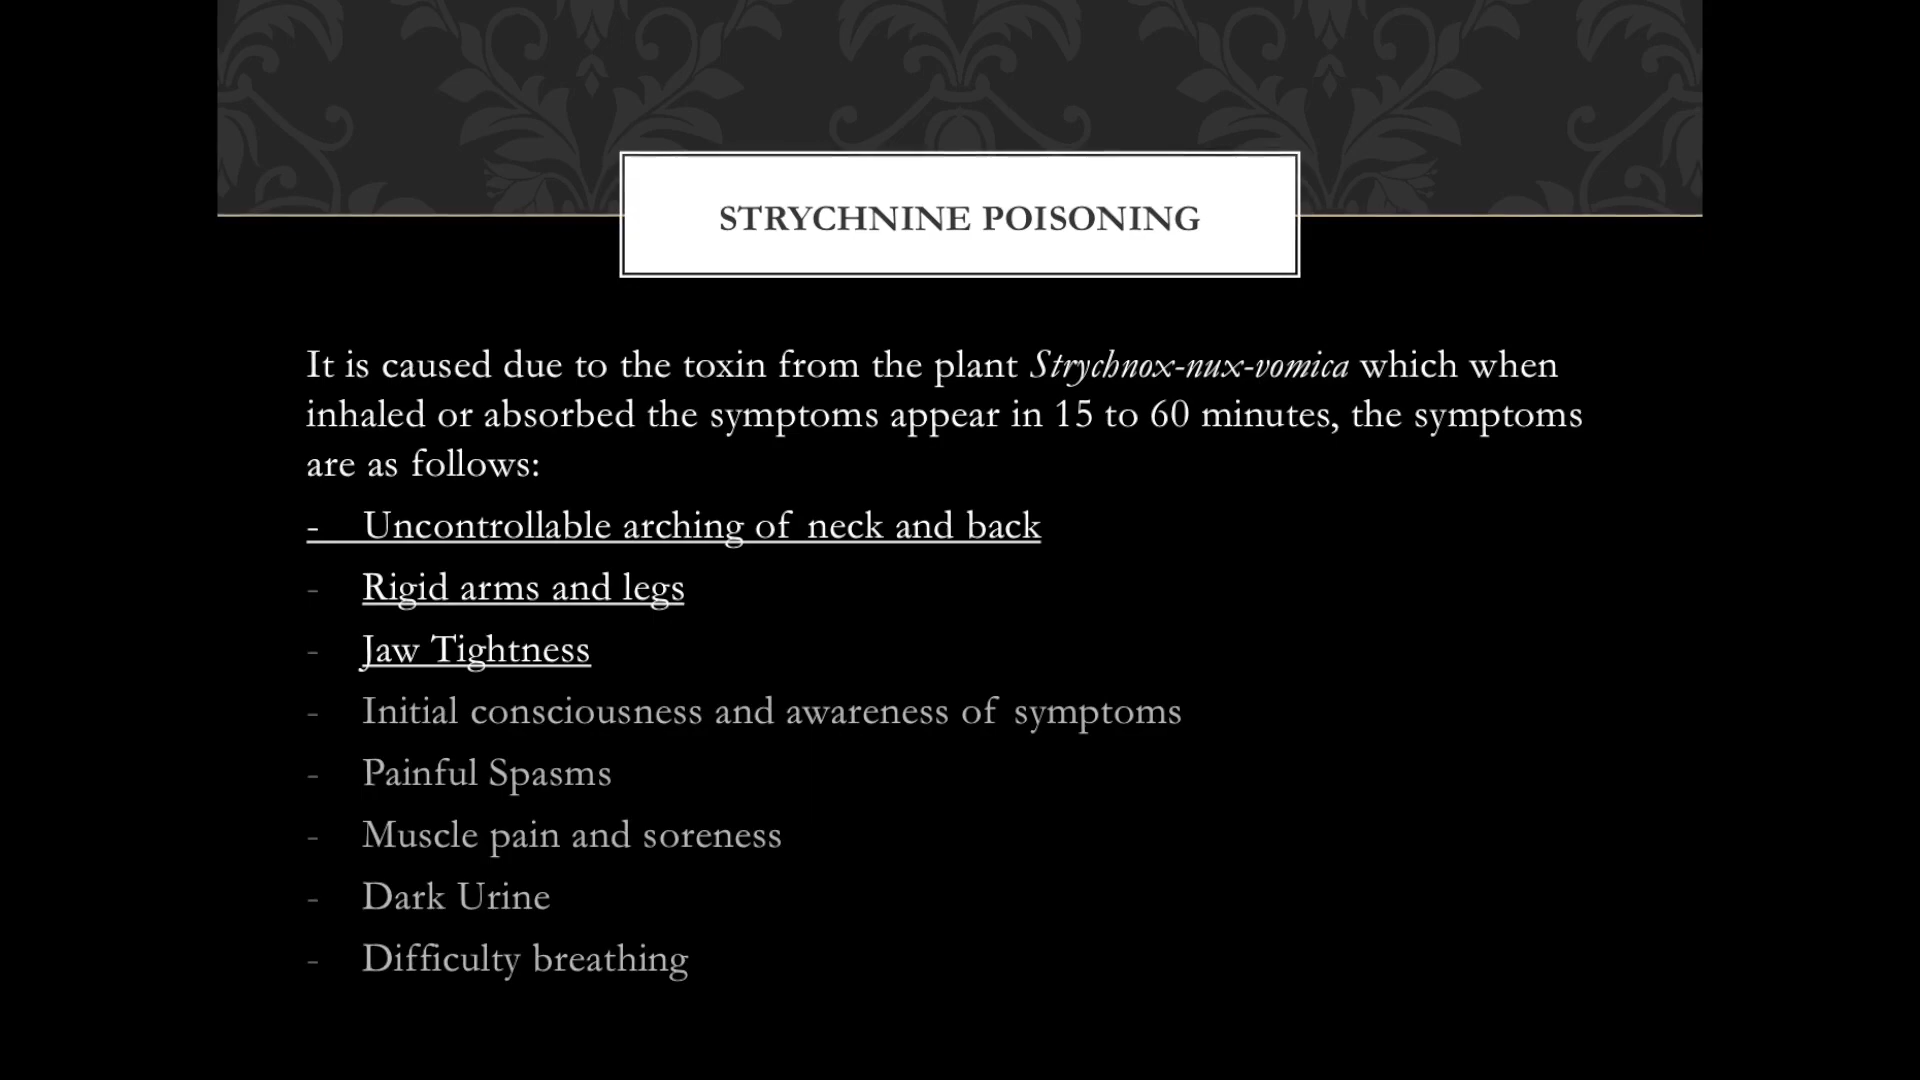 STRYCHNINE POISONING
It is caused due to the toxin from the plant Strychnox-nux-vomica which when
inhaled or absorbed the symptoms appear in 15 to 60 minutes, the symptoms
are as follows:
- Uncontrollable arching of neck and back
- Rigid arms and legs
- Jaw Tightness
- Initial consciousness and awareness of symptoms
- Painful Spasms
- Muscle pain and soreness
- Dark Urine
- Difficulty breathing